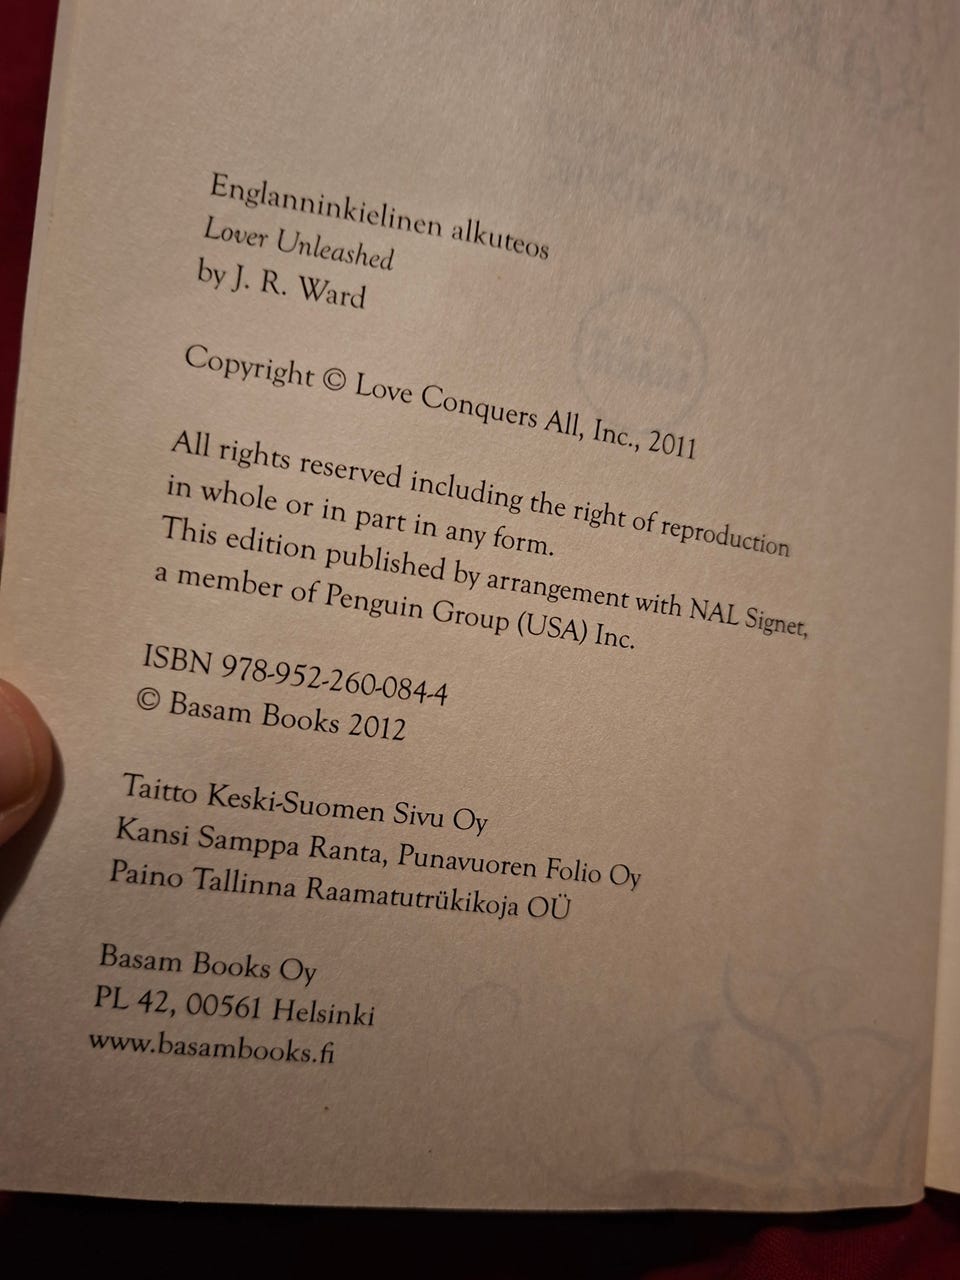 Englanninkielinen alkuteos
Lover Unleashed
by J. R. Ward
Copyright © Love Conquers All, Inc., 2011
All rights reserved including the right of reproduction
in whole or in part in any form.
This edition published by arrangement with NAL Signet,
a member of Penguin Group (USA) Inc.
ISBN 978-952-260-084-4
© Basam Books 2012
Taitto Keski-Suomen Sivu Oy
Kansi Samppa Ranta, Punavuoren Folio Oy
Paino Tallinna Raamatutrükikoja OÜ
Basam Books Oy
PL 42, 00561 Helsinki
www.basambooks.fi